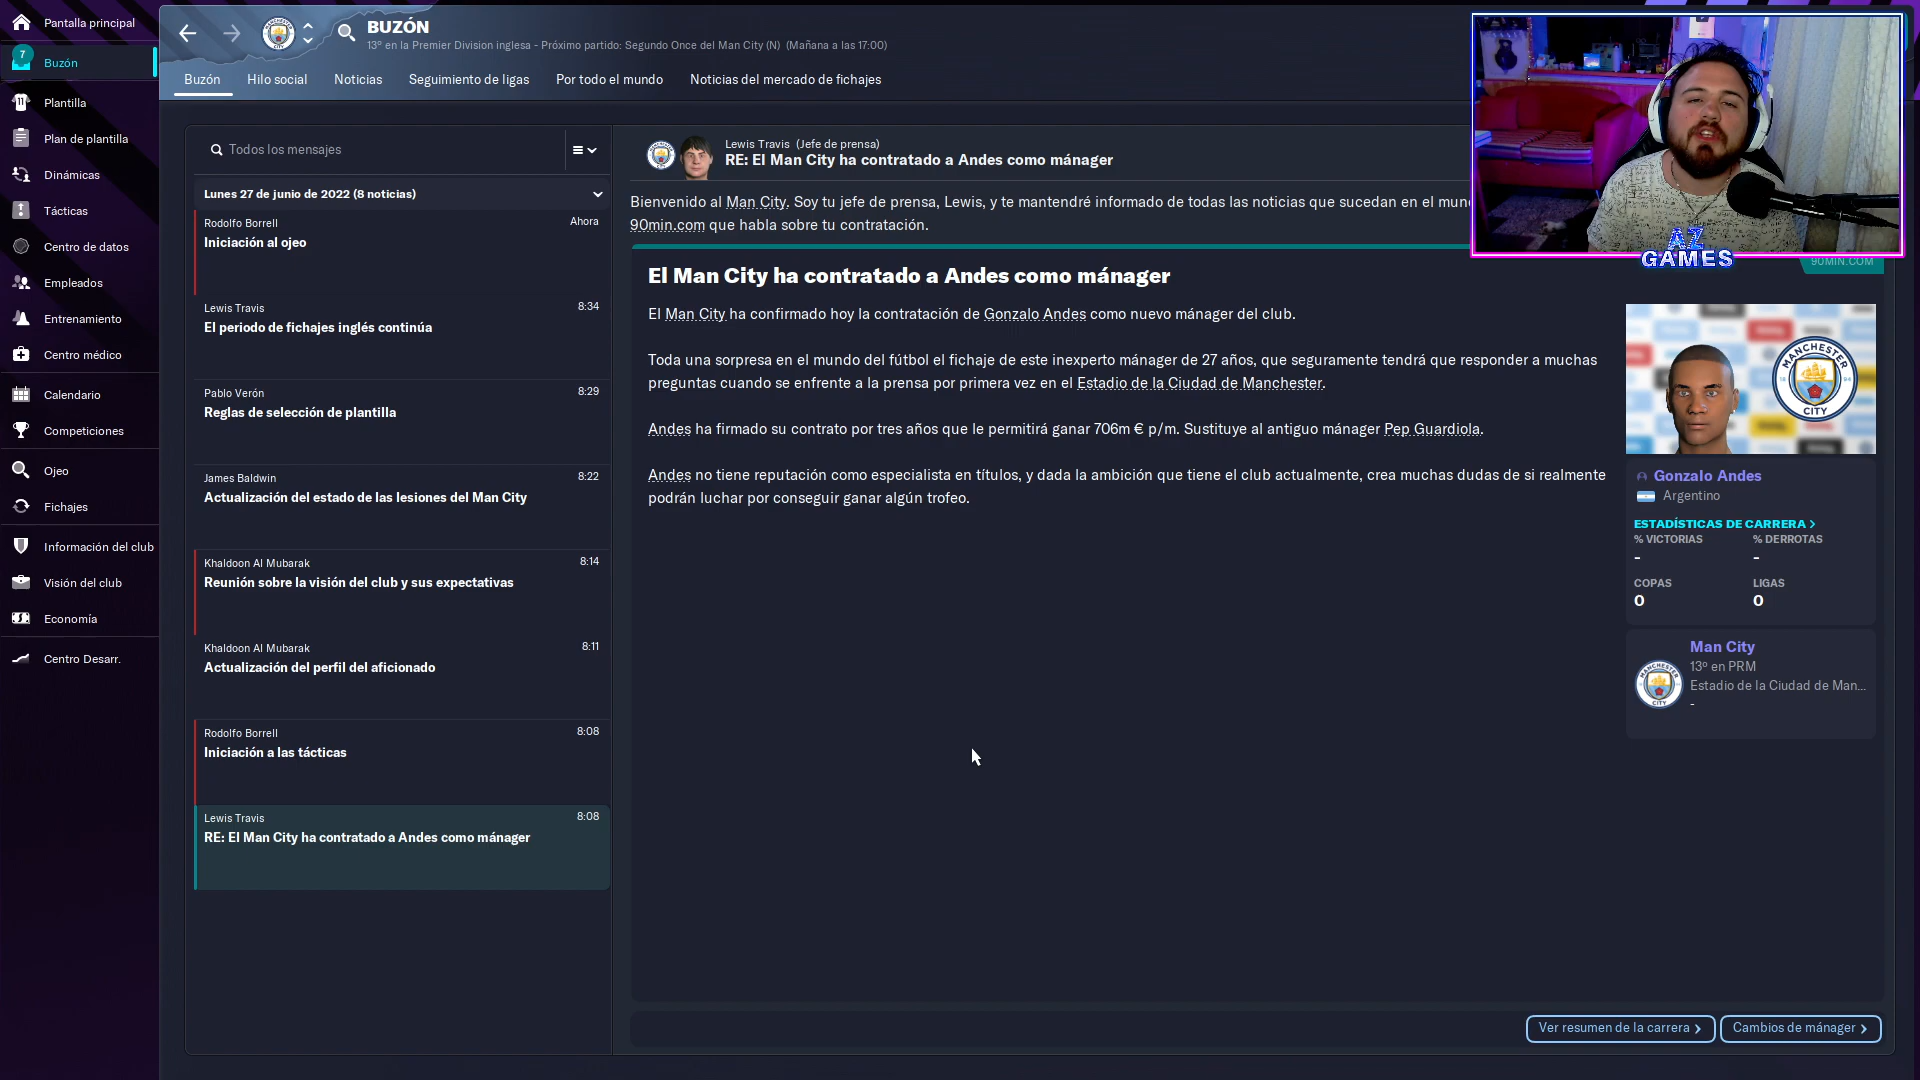 Pantalla principal
7
Buzón
Plantilla
Plan de plantilla
Dinámicas
Tácticas
Centro de datos
Empleados
Entrenamiento
Centro médico
Calendario
Competiciones
Ojeo
Fichajes
Información del club
Visión del club
Economía
Centro Desarr.
BUZÓN
13º en la Premier Division inglesa - Próximo partido: Segundo Once del Man City (N) (Mañana a las 17:00)
Buzón
Hilo social
Noticias
Seguimiento de ligas
Por todo el mundo
Noticias del mercado de fichajes
Todos los mensajes
Lunes 27 de junio de 2022 (8 noticias)
Rodolfo Borrell
Ahora
Iniciación al ojeo
Lewis Travis
8:34
El periodo de fichajes inglés continúa
Pablo Verón
8:29
Reglas de selección de plantilla
James Baldwin
8:22
Actualización del estado de las lesiones del Man City
Khaldoon Al Mubarak
8:14
Reunión sobre la visión del club y sus expectativas
Khaldoon Al Mubarak
8:11
Actualización del perfil del aficionado
Rodolfo Borrell
8:08
Iniciación a las tácticas
Lewis Travis
8:08
RE: El Man City ha contratado a Andes como mánager
Lewis Travis (Jefe de prensa)
RE: El Man City ha contratado a Andes como mánager
Bienvenido al Man City. Soy tu jefe de prensa, Lewis, y te mantendré informado de todas las noticias que sucedan en el
90min.com que habla sobre tu contratación.
AZ
GAMES
90MIN.COM
El Man City ha contratado a Andes como mánager
El Man City ha confirmado hoy la contratación de Gonzalo Andes como nuevo mánager del club.
Toda una sorpresa en el mundo del fútbol el fichaje de este inexperto mánager de 27 años, que seguramente tendrá que responder a muchas
preguntas cuando se enfrente a la prensa por primera vez en el Estadio de la Ciudad de Manchester.
Andes ha firmado su contrato por tres años que le permitirá ganar 706m € p/m. Sustituye al antiguo mánager Pep Guardiola.
Andes no tiene reputación como especialista en títulos, y dada la ambición que tiene el club actualmente, crea muchas dudas de si realmente
podrán luchar por conseguir ganar algún trofeo.
MANCHESTER
CITY
Gonzalo Andes
Argentino
ESTADÍSTICAS DE CARRERA >
% VICTORIAS
% DERROTAS
-
-
COPAS
LIGAS
0
0
Man City
13º en PRM
Estadio de la Ciudad de Man...
-
Ver resumen de la carrera >
Cambios de mánager >